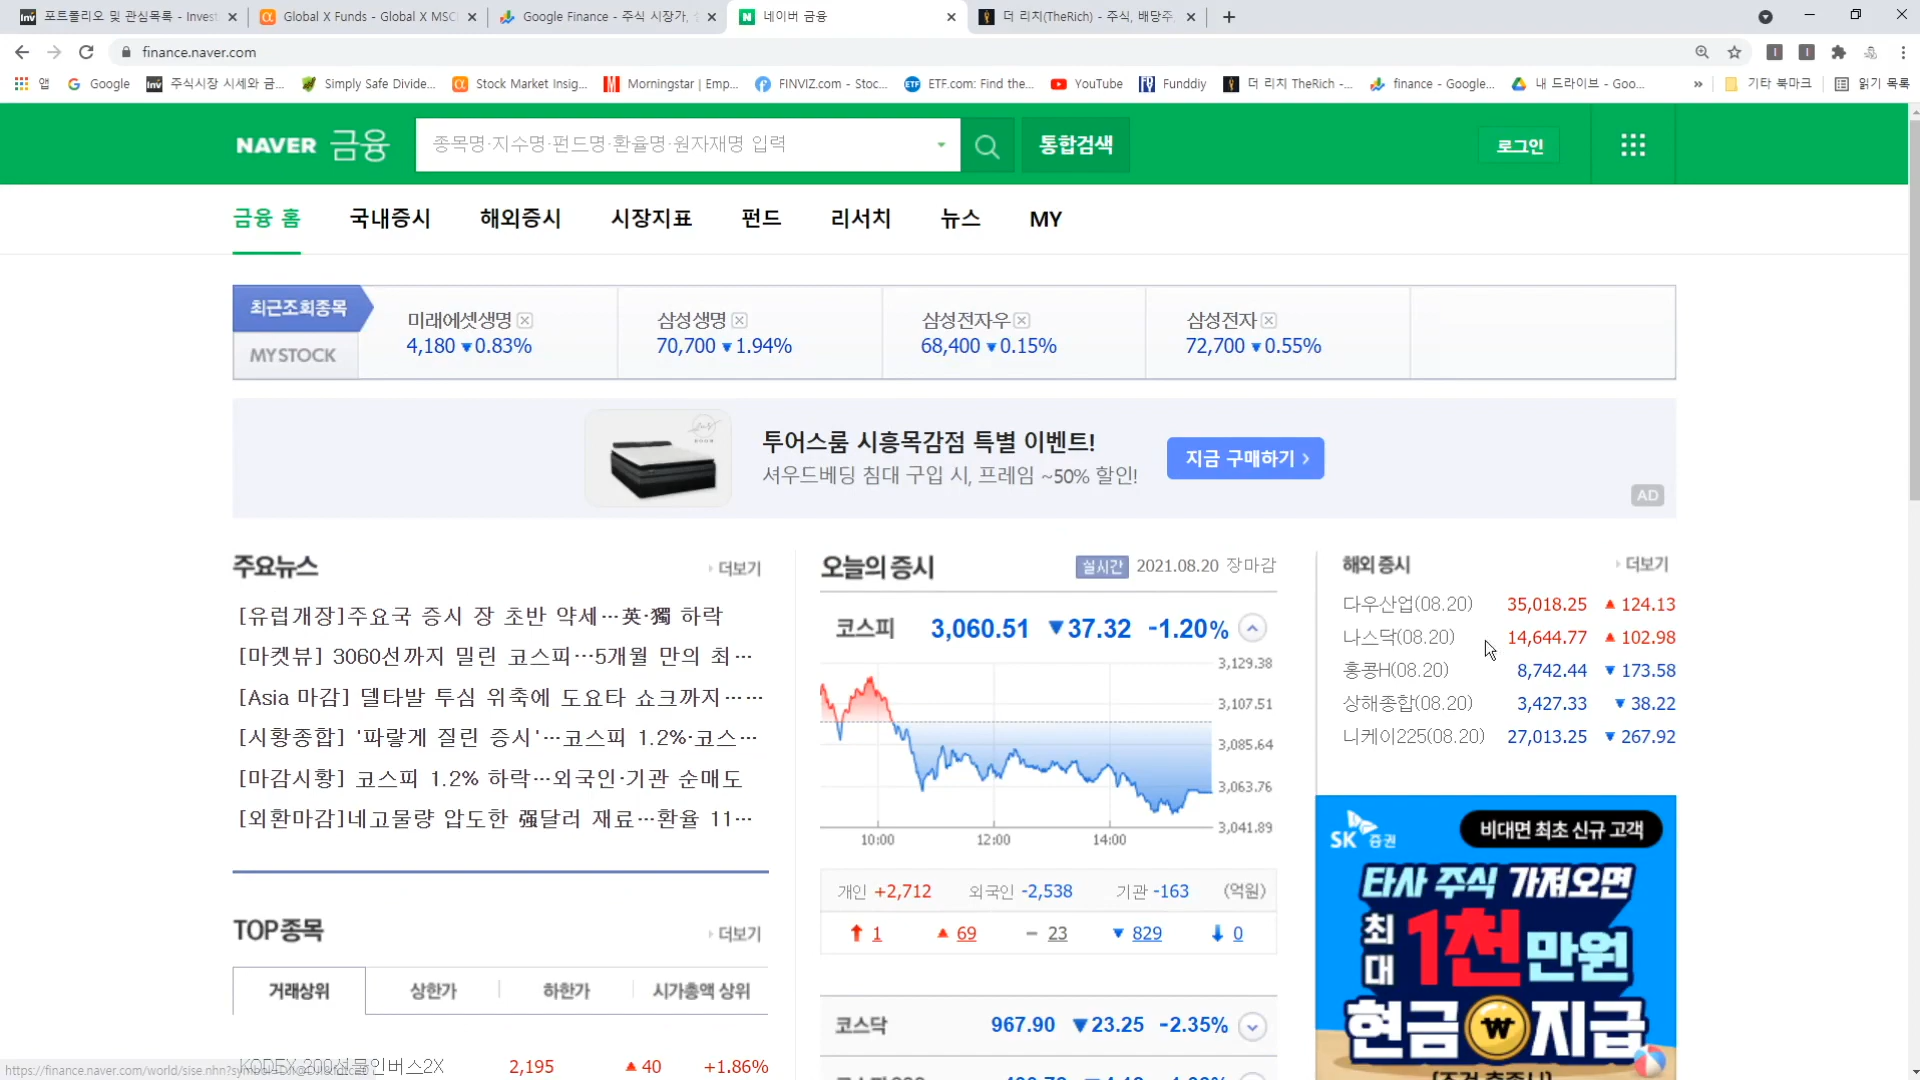 포트폴리오 및 관심목록 - Invest
Global X Funds - Global X MSC
Google Finance - 주식 시장가,
네이버 금융
더 리치(TheRich) - 주식, 배당주
finance.naver.com
앱
Google
주식시장 시세와 금...
Simply Safe Divide...
Stock Market Insig...
Morningstar | Emp...
FINVIZ.com - Stoc...
ETF.com: Find the...
YouTube
Funddiy
더 리치 TheRich -...
finance - Google...
내 드라이브 - Goo...
»
기타 북마크
읽기 목록
NAVER 금융
종목명·지수명·펀드명·환율명·원자재명 입력
통합검색
로그인
금융 홈
국내증시
해외증시
시장지표
펀드
리서치
뉴스
MY
최근조회종목
MYSTOCK
미래에셋생명
4,180 ▼0.83%
삼성생명
70,700 ▼1.94%
삼성전자우
68,400 ▼0.15%
삼성전자
72,700 ▼0.55%
투어스룸 시흥목감점 특별 이벤트!
셔우드베딩 침대 구입 시, 프레임 ~50% 할인!
지금 구매하기 ›
AD
주요뉴스
더보기
[유럽개장]주요국 증시 장 초반 약세…英·獨 하락
[마켓뷰] 3060선까지 밀린 코스피…5개월 만의 최…
[Asia 마감] 델타발 투심 위축에 도요타 쇼크까지……
[시황종합] '파랗게 질린 증시'…코스피 1.2%·코스…
[마감시황] 코스피 1.2% 하락…외국인·기관 순매도
[외환마감]네고물량 압도한 强달러 재료…환율 11…
TOP종목
더보기
거래상위
상한가
하한가
시가총액 상위
KODEX 200선물인버스2X 2,195 ▲ 40 +1.86%
https://finance.naver.com/world/sise.nhn?symbol=
오늘의 증시
실시간 2021.08.20 장마감
코스피 3,060.51 ▼37.32 -1.20%
3,129.38
3,107.51
3,085.64
3,063.76
3,041.89
10:00
12:00
14:00
개인 +2,712 외국인 -2,538 기관 -163 (억원)
↑ 1 ▲ 69 − 23 ▼ 829 ↓ 0
코스닥 967.90 ▼23.25 -2.35%
해외 증시
더보기
다우산업(08.20) 35,018.25 ▲ 124.13
나스닥(08.20) 14,644.77 ▲ 102.98
홍콩H(08.20) 8,742.44 ▼ 173.58
상해종합(08.20) 3,427.33 ▼ 38.22
니케이225(08.20) 27,013.25 ▼ 267.92
SK 증권
비대면 최초 신규 고객
타사 주식 가져오면
최대 1천만원
현금 ₩ 지급